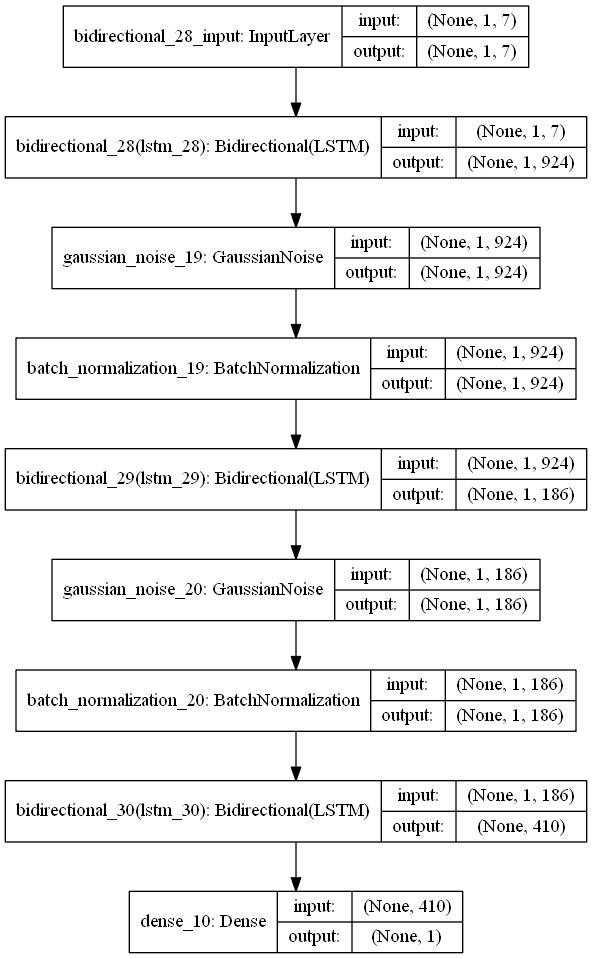 bidirectional_28_input: InputLayer
input: (None, 1, 7)
output: (None, 1, 7)
bidirectional_28(lstm_28): Bidirectional(LSTM)
input: (None, 1, 7)
output: (None, 1, 924)
gaussian_noise_19: GaussianNoise
input: (None, 1, 924)
output: (None, 1, 924)
batch_normalization_19: BatchNormalization
input: (None, 1, 924)
output: (None, 1, 924)
bidirectional_29(lstm_29): Bidirectional(LSTM)
input: (None, 1, 924)
output: (None, 1, 186)
gaussian_noise_20: GaussianNoise
input: (None, 1, 186)
output: (None, 1, 186)
batch_normalization_20: BatchNormalization
input: (None, 1, 186)
output: (None, 1, 186)
bidirectional_30(lstm_30): Bidirectional(LSTM)
input: (None, 1, 186)
output: (None, 410)
dense_10: Dense
input: (None, 410)
output: (None, 1)